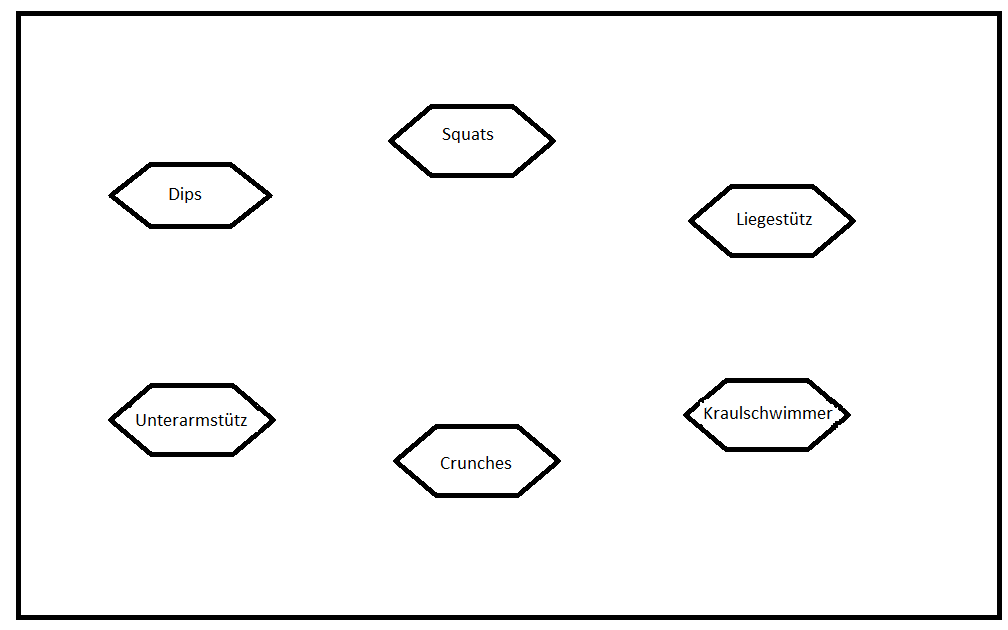 Squats
Dips
Liegestütz
Unterarmstütz
Kraulschwimmer
Crunches